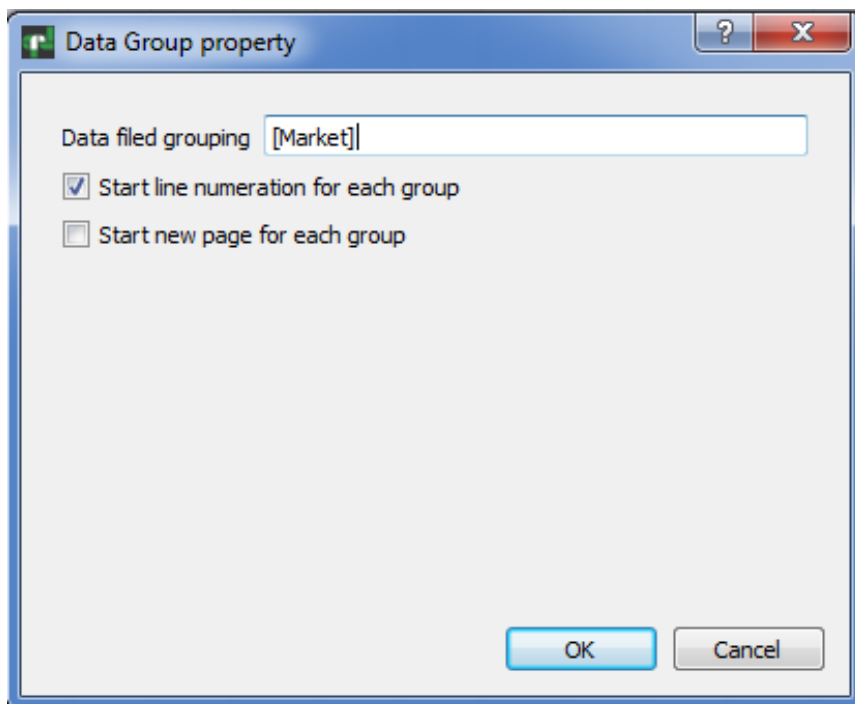 Data Group property
Data filed grouping [Market]
Start line numeration for each group
Start new page for each group
OK Cancel